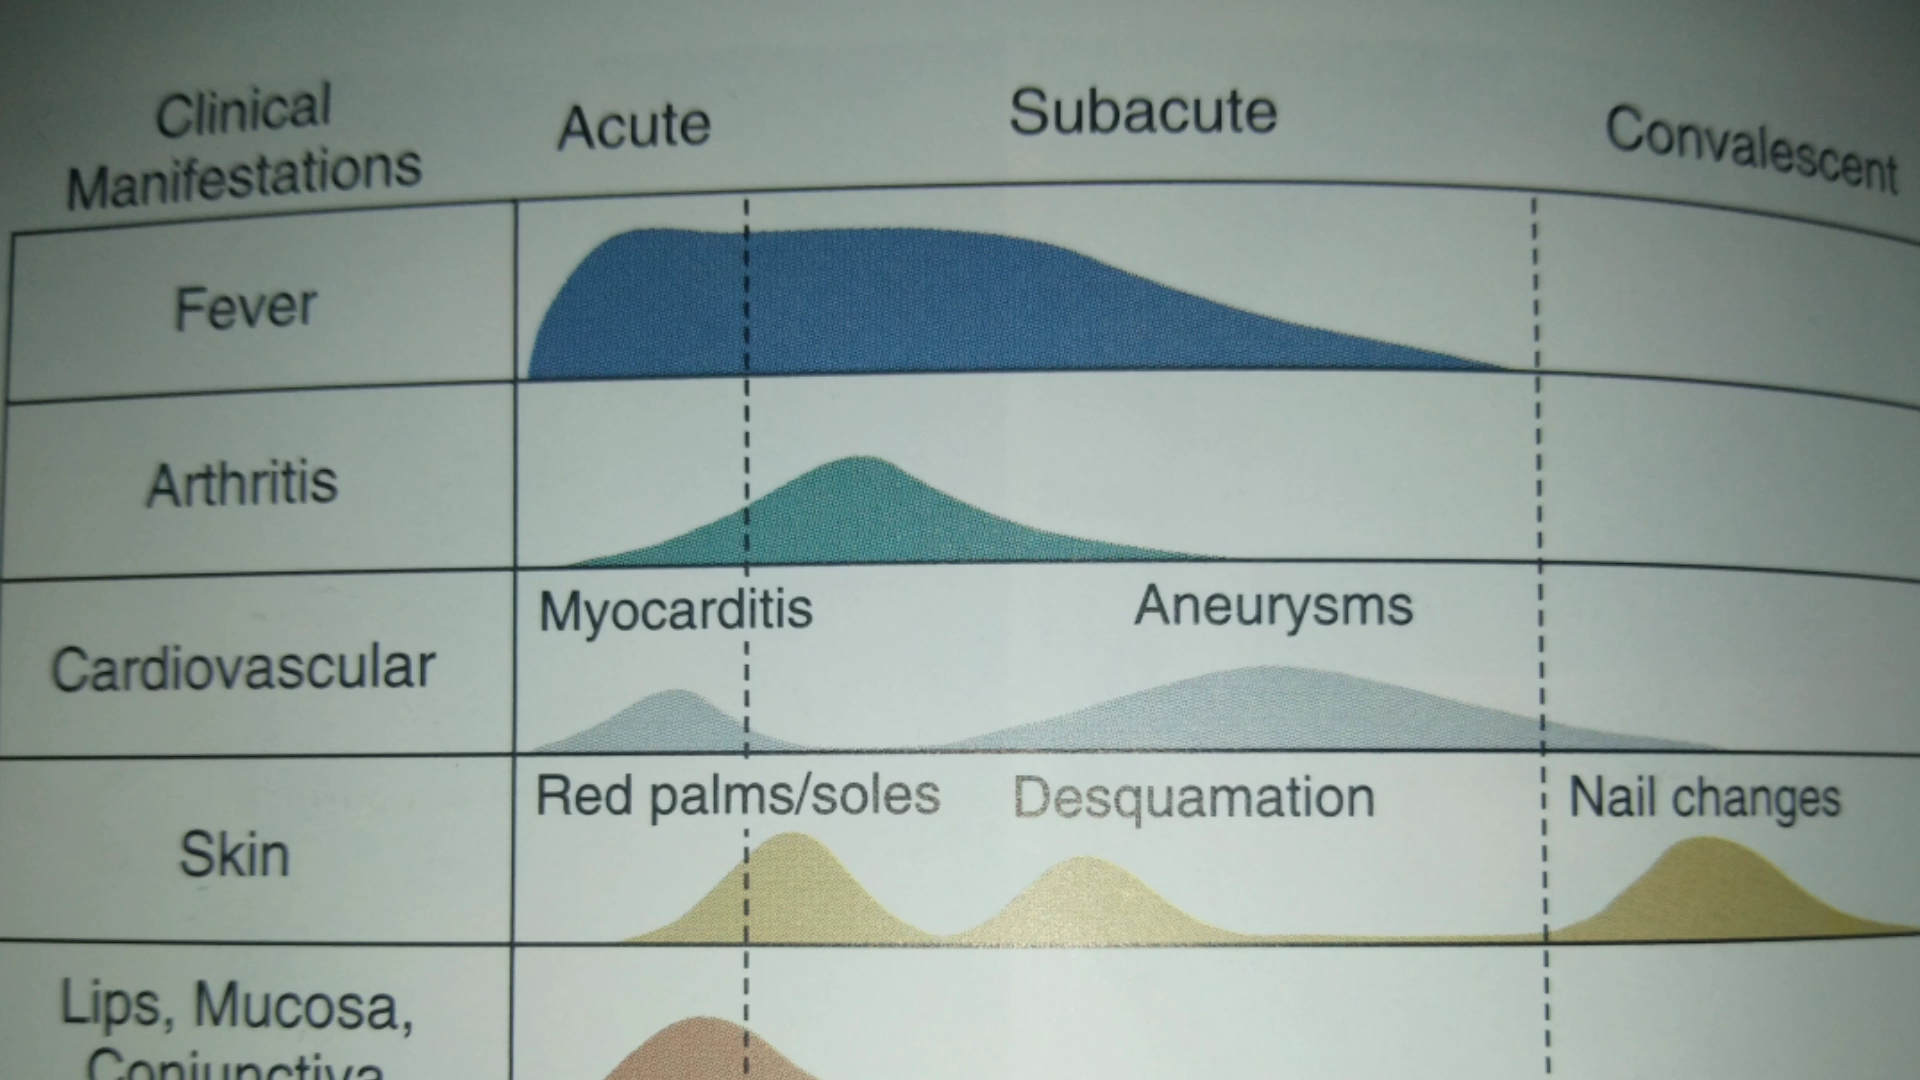 Clinical
Manifestations
Acute
Subacute
Convalescent
Fever
Arthritis
Cardiovascular
Myocarditis
Aneurysms
Skin
Red palms/soles
Desquamation
Nail changes
Lips, Mucosa,
Conjunctiva